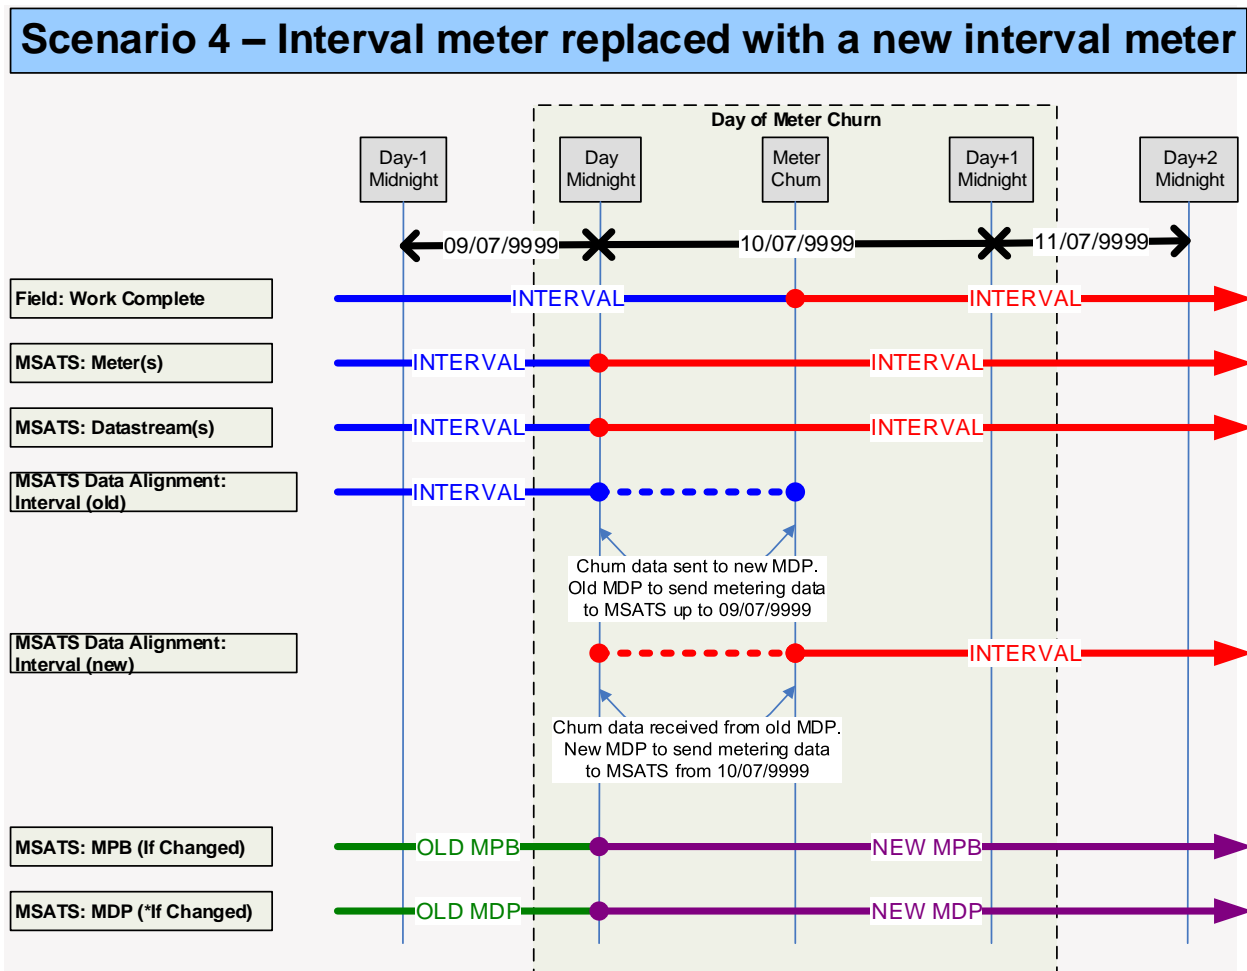 Scenario 4 – Interval meter replaced with a new interval meter
Day of Meter Churn
Day-1
Midnight
Day
Midnight
Meter
Churn
Day+1
Midnight
Day+2
Midnight
09/07/9999
10/07/9999
11/07/9999
Field: Work Complete
INTERVAL
INTERVAL
MSATS: Meter(s)
INTERVAL
INTERVAL
MSATS: Datastream(s)
INTERVAL
INTERVAL
MSATS Data Alignment:
Interval (old)
INTERVAL
Churn data sent to new MDP.
Old MDP to send metering data
to MSATS up to 09/07/9999
MSATS Data Alignment:
Interval (new)
INTERVAL
Churn data received from old MDP.
New MDP to send metering data
to MSATS from 10/07/9999
MSATS: MPB (If Changed)
OLD MPB
NEW MPB
MSATS: MDP (*If Changed)
OLD MDP
NEW MDP